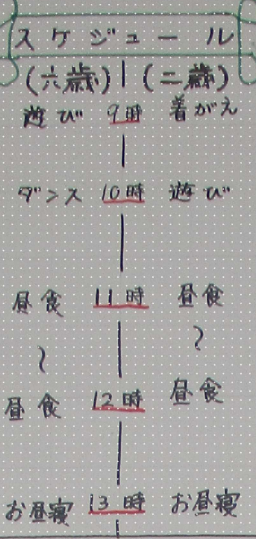 スケジュール
(六歳) | (二歳)
遊び 9時 着がえ
ダンス 10時 遊び
昼食 11時 昼食
〜 〜
昼食 12時 昼食
お昼寝 13時 お昼寝